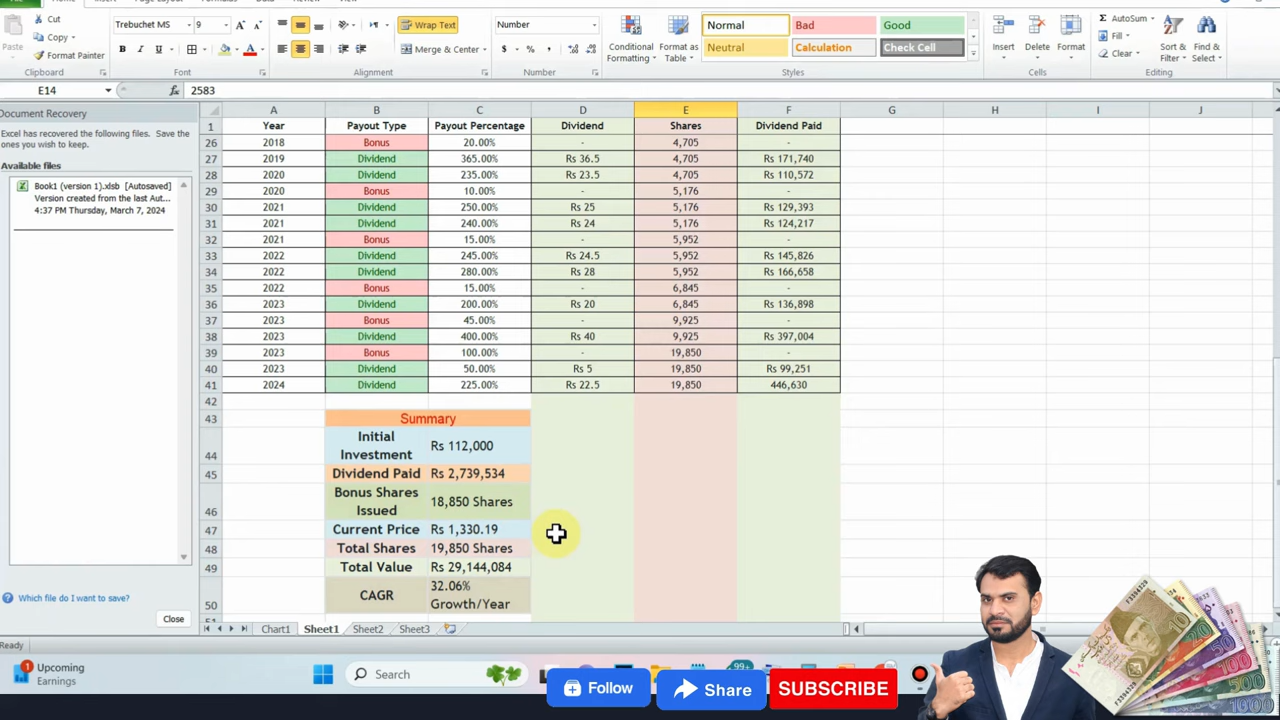 Cut
Copy
Paste
Format Painter
Clipboard
Trebuchet MS
9
Font
Wrap Text
Merge & Center
Alignment
Number
Number
Conditional Formatting
Format as Table
Normal
Bad
Good
Neutral
Calculation
Check Cell
Styles
Insert
Delete
Format
Cells
AutoSum
Fill
Clear
Sort & Filter
Find & Select
Editing
E14
fx
2583
Document Recovery
Excel has recovered the following files. Save the
ones you wish to keep.
Available files
Book1 (version 1).xlsb [Autosaved]
Version created from the last Aut...
4:37 PM Thursday, March 7, 2024
Which file do I want to save?
Close
A B C D E F G H I J
1 Year Payout Type Payout Percentage Dividend Shares Dividend Paid
26 2018 Bonus 20.00% - 4,705 -
27 2019 Dividend 365.00% Rs 36.5 4,705 Rs 171,740
28 2020 Dividend 235.00% Rs 23.5 4,705 Rs 110,572
29 2020 Bonus 10.00% - 5,176 -
30 2021 Dividend 250.00% Rs 25 5,176 Rs 129,393
31 2021 Dividend 240.00% Rs 24 5,176 Rs 124,217
32 2021 Bonus 15.00% - 5,952 -
33 2022 Dividend 245.00% Rs 24.5 5,952 Rs 145,826
34 2022 Dividend 280.00% Rs 28 5,952 Rs 166,658
35 2022 Bonus 15.00% - 6,845 -
36 2023 Dividend 200.00% Rs 20 6,845 Rs 136,898
37 2023 Bonus 45.00% - 9,925 -
38 2023 Dividend 400.00% Rs 40 9,925 Rs 397,004
39 2023 Bonus 100.00% - 19,850 -
40 2023 Dividend 50.00% Rs 5 19,850 Rs 99,251
41 2024 Dividend 225.00% Rs 22.5 19,850 446,630
42
43 Summary
44 Initial Investment Rs 112,000
45 Dividend Paid Rs 2,739,534
46 Bonus Shares Issued 18,850 Shares
47 Current Price Rs 1,330.19
48 Total Shares 19,850 Shares
49 Total Value Rs 29,144,084
50 CAGR 32.06% Growth/Year
Chart1 Sheet1 Sheet2 Sheet3
Ready
1
Upcoming
Earnings
Search
99+
Follow
Share
SUBSCRIBE